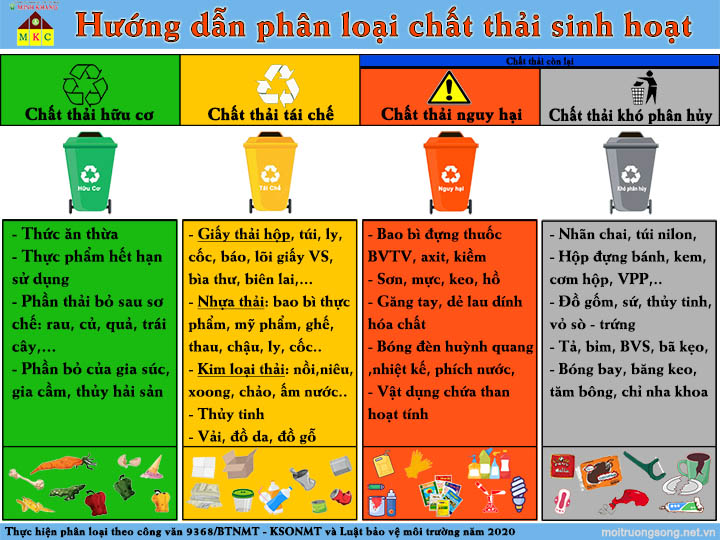 MINH KHANG
MKC
Hướng dẫn phân loại chất thải sinh hoạt
Chất thải còn lại
Chất thải hữu cơ
Chất thải tái chế
Chất thải nguy hại
Chất thải khó phân hủy
Hữu Cơ
Tái Chế
Nguy hại
Khó phân hủy
- Thức ăn thừa
- Thực phẩm hết hạn
sử dụng
- Phần thải bỏ sau sơ
chế: rau, củ, quả, trái
cây,...
- Phần bỏ của gia súc,
gia cầm, thủy hải sản
- Giấy thải hộp, túi, ly,
cốc, báo, lõi giấy VS,
bìa thư, biên lai,...
- Nhựa thải: bao bì thực
phẩm, mỹ phẩm, ghế,
thau, chậu, ly, cốc..
- Kim loại thải: nồi,niêu,
xoong, chảo, ấm nước..
- Thủy tinh
- Vải, đồ da, đồ gỗ
- Bao bì đựng thuốc
BVTV, axit, kiềm
- Sơn, mực, keo, hồ
- Găng tay, dẻ lau dính
hóa chất
- Bóng đèn huỳnh quang
,nhiệt kế, phích nước,
- Vật dụng chứa than
hoạt tính
- Nhãn chai, túi nilon,
- Hộp đựng bánh, kem,
cơm hộp, VPP,..
- Đồ gốm, sứ, thủy tinh,
vỏ sò - trứng
- Tả, bỉm, BVS, bã kẹo,
- Bóng bay, băng keo,
tăm bông, chỉ nha khoa
Thực hiện phân loại theo công văn 9368/BTNMT - KSONMT và Luật bảo vệ môi trường năm 2020
moitruongsong.net.vn